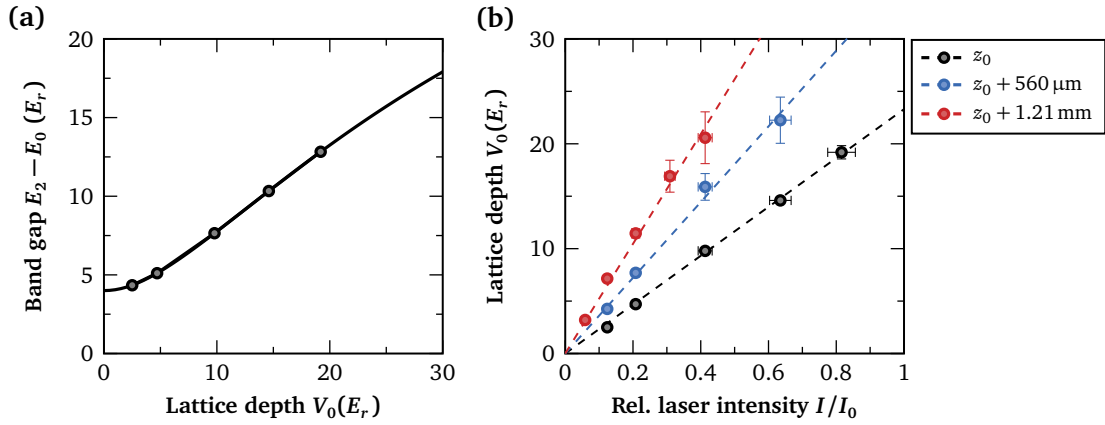 (a)
Band gap E₂ − E₀ (Eᵣ)
20
15
10
5
0
0 10 20 30
Lattice depth V₀(Eᵣ)
(b)
Lattice depth V₀(Eᵣ)
30
20
10
0
0 0.2 0.4 0.6 0.8 1
Rel. laser intensity I/I₀
z₀
z₀ + 560 µm
z₀ + 1.21 mm